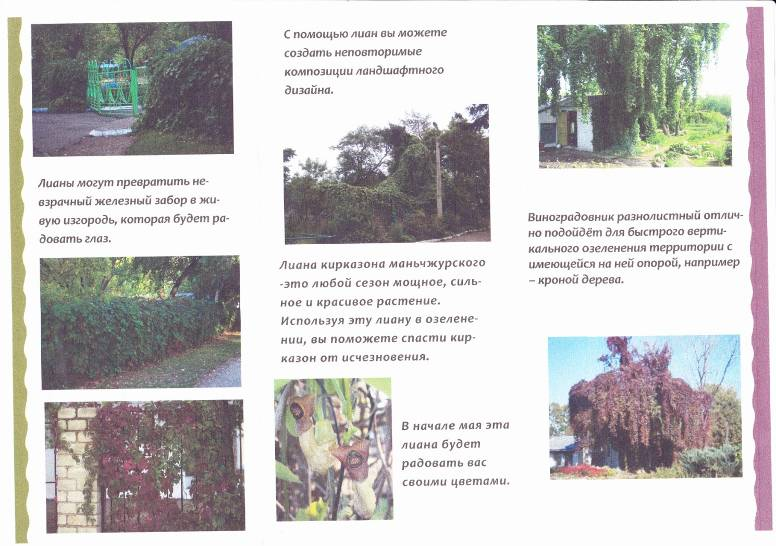 Лианы могут превратить не-
взрачный железный забор в жи-
вую изгородь, которая будет ра-
довать глаз.
С помощью лиан вы можете
создать неповторимые
композиции ландшафтного
дизайна.
Лиана кирказона маньчжурского
-это любой сезон мощное, силь-
ное и красивое растение.
Используя эту лиану в озелене-
нии, вы поможете спасти кир-
казон от исчезновения.
В начале мая эта
лиана будет
радовать вас
своими цветами.
Виноградовник разнолистный отлич-
но подойдёт для быстрого верти-
кального озеленения территории с
имеющейся на ней опорой, например
– кроной дерева.